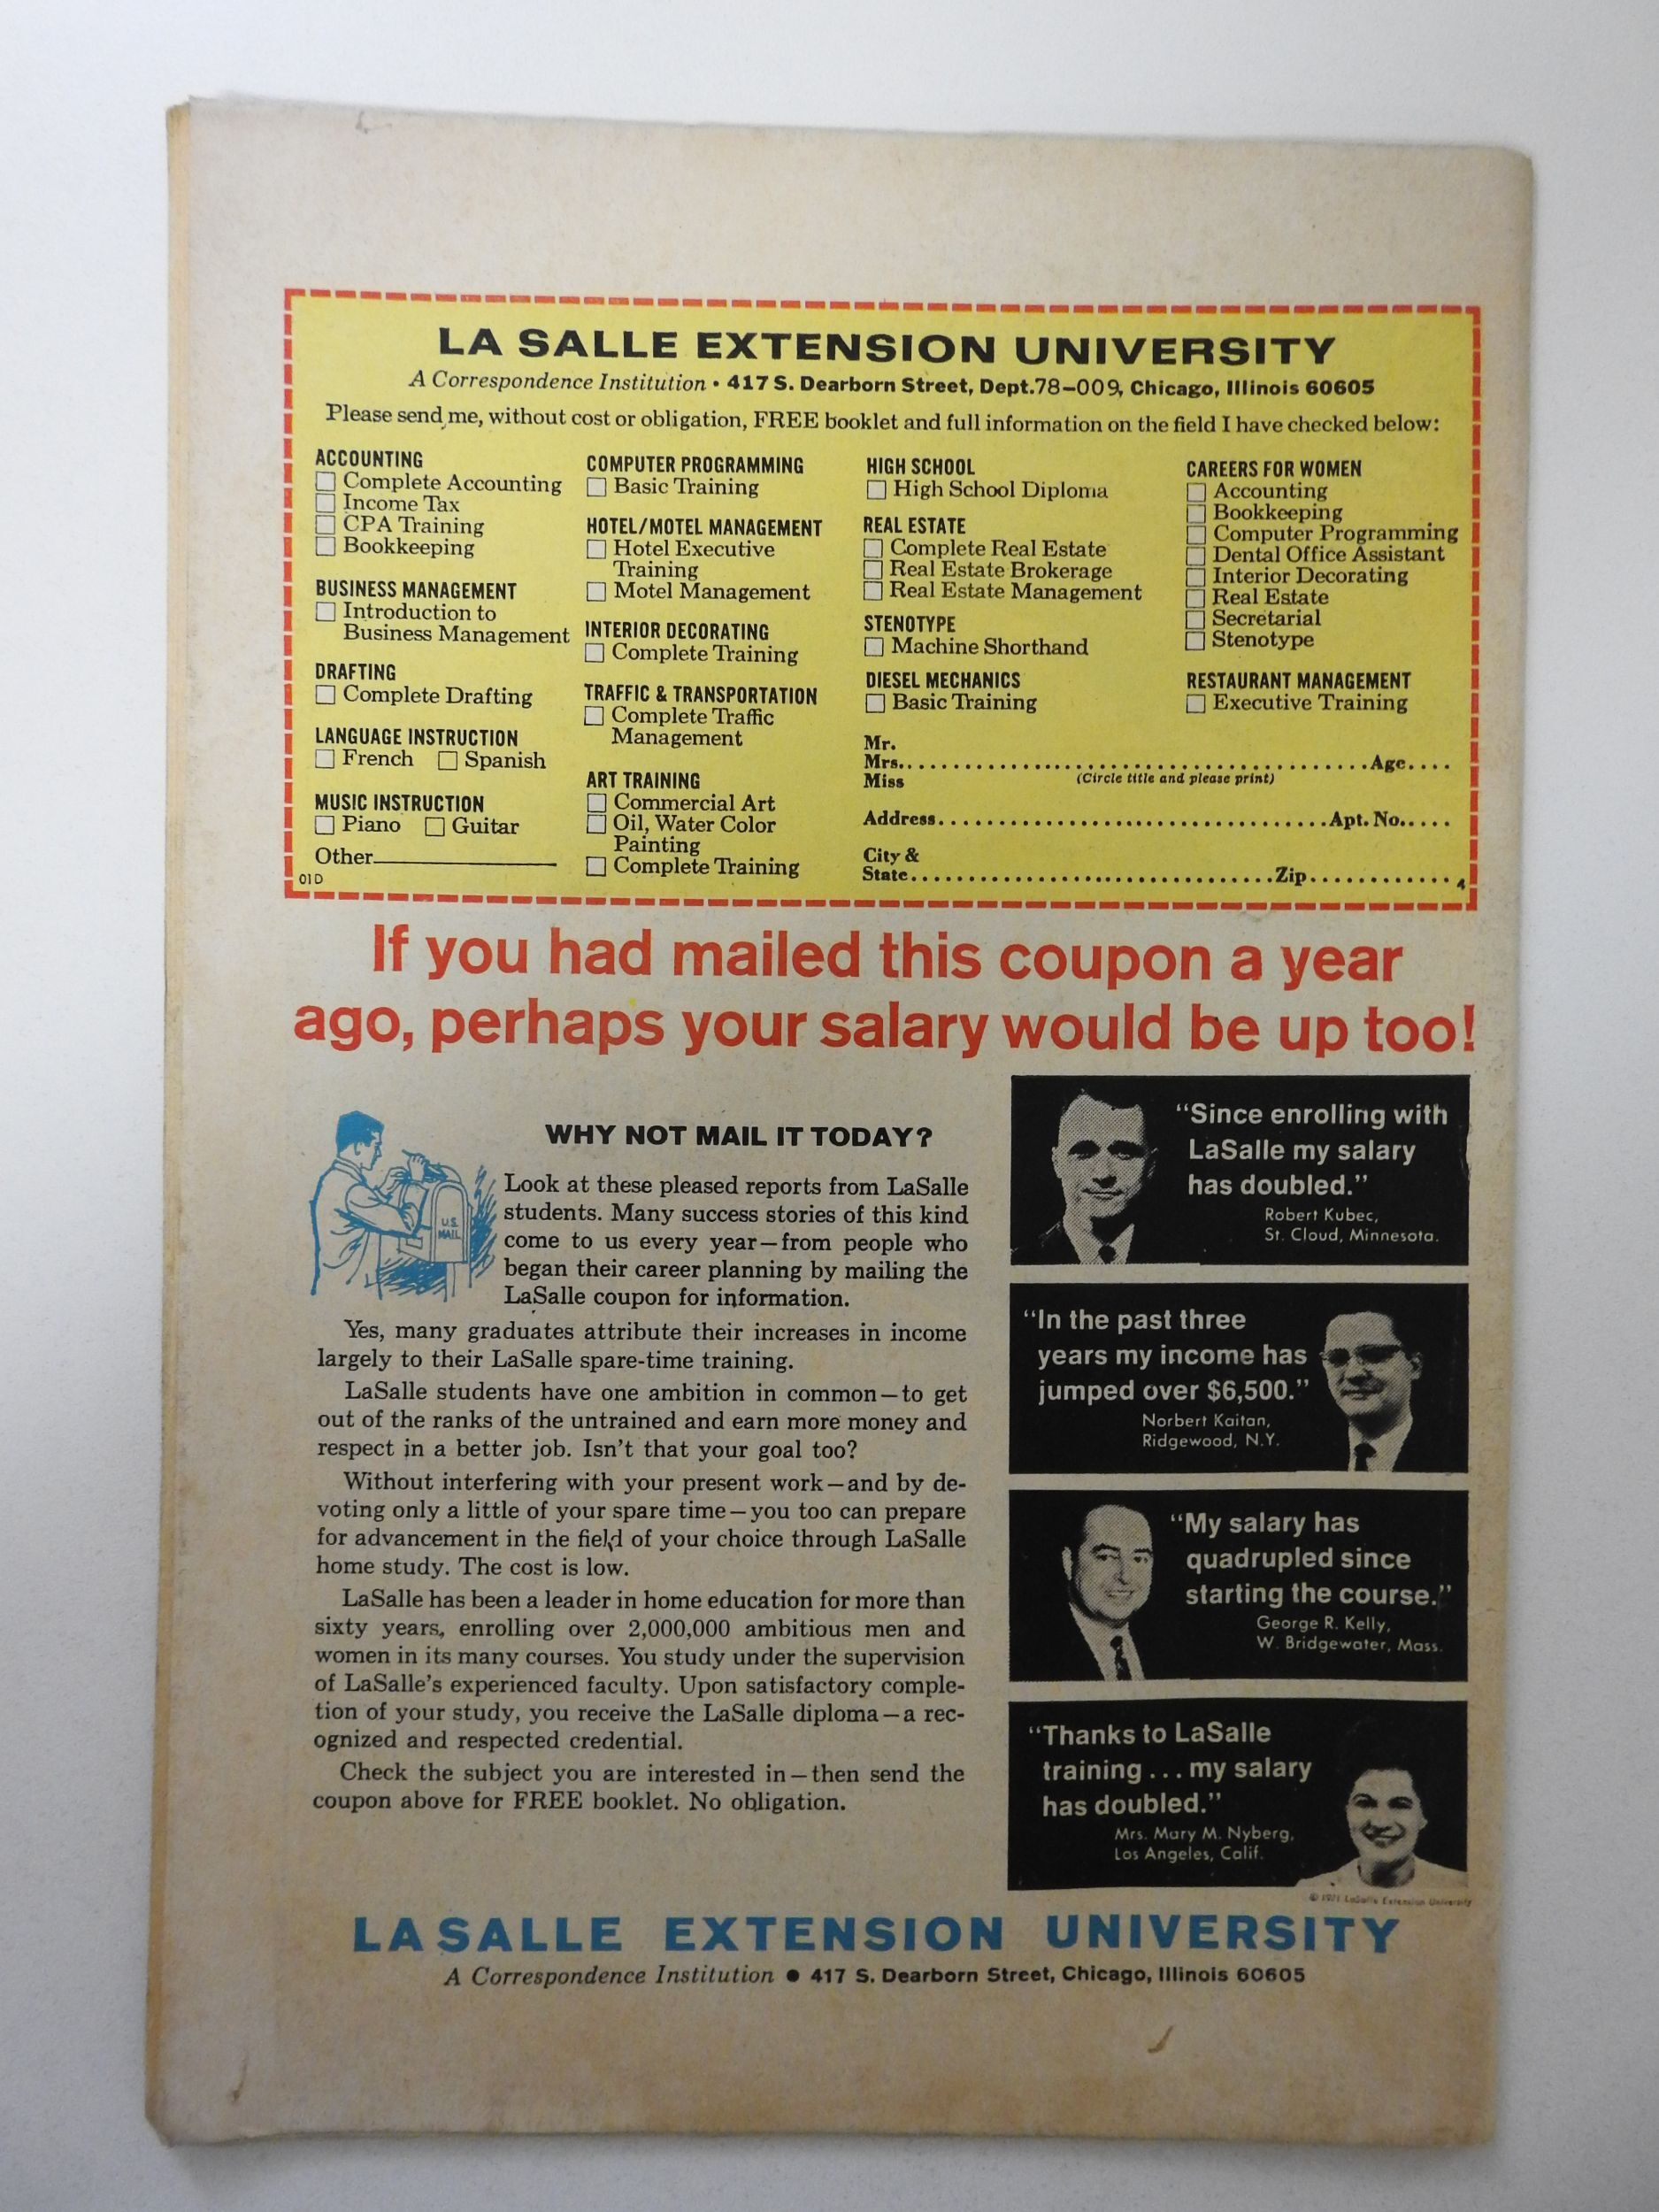 LA SALLE EXTENSION UNIVERSITY
A Correspondence Institution • 417 S. Dearborn Street, Dept.78-009, Chicago, Illinois 60605
Please send me, without cost or obligation, FREE booklet and full information on the field I have checked below:
ACCOUNTING
Complete Accounting
Income Tax
CPA Training
Bookkeeping
BUSINESS MANAGEMENT
Introduction to
Business Management
DRAFTING
Complete Drafting
LANGUAGE INSTRUCTION
French Spanish
MUSIC INSTRUCTION
Piano Guitar
Other
01D
COMPUTER PROGRAMMING
Basic Training
HOTEL/MOTEL MANAGEMENT
Hotel Executive
Training
Motel Management
INTERIOR DECORATING
Complete Training
TRAFFIC & TRANSPORTATION
Complete Traffic
Management
ART TRAINING
Commercial Art
Oil, Water Color
Painting
Complete Training
HIGH SCHOOL
High School Diploma
REAL ESTATE
Complete Real Estate
Real Estate Brokerage
Real Estate Management
STENOTYPE
Machine Shorthand
DIESEL MECHANICS
Basic Training
CAREERS FOR WOMEN
Accounting
Bookkeeping
Computer Programming
Dental Office Assistant
Interior Decorating
Real Estate
Secretarial
Stenotype
RESTAURANT MANAGEMENT
Executive Training
Mr.
Mrs. Age
Miss (Circle title and please print)
Address Apt. No.
City &
State Zip 4
If you had mailed this coupon a year
ago, perhaps your salary would be up too!
WHY NOT MAIL IT TODAY?
U.S.
MAIL
Look at these pleased reports from LaSalle
students. Many success stories of this kind
come to us every year—from people who
began their career planning by mailing the
LaSalle coupon for information.
Yes, many graduates attribute their increases in income
largely to their LaSalle spare-time training.
LaSalle students have one ambition in common—to get
out of the ranks of the untrained and earn more money and
respect in a better job. Isn't that your goal too?
Without interfering with your present work—and by de-
voting only a little of your spare time—you too can prepare
for advancement in the field of your choice through LaSalle
home study. The cost is low.
LaSalle has been a leader in home education for more than
sixty years, enrolling over 2,000,000 ambitious men and
women in its many courses. You study under the supervision
of LaSalle's experienced faculty. Upon satisfactory comple-
tion of your study, you receive the LaSalle diploma—a rec-
ognized and respected credential.
Check the subject you are interested in—then send the
coupon above for FREE booklet. No obligation.
"Since enrolling with
LaSalle my salary
has doubled."
Robert Kubec,
St. Cloud, Minnesota.
"In the past three
years my income has
jumped over $6,500."
Norbert Kaitan,
Ridgewood, N.Y.
"My salary has
quadrupled since
starting the course."
George R. Kelly,
W. Bridgewater, Mass.
"Thanks to LaSalle
training . . . my salary
has doubled."
Mrs. Mary M. Nyberg,
Los Angeles, Calif.
© 1971 LaSalle Extension University
LA SALLE EXTENSION UNIVERSITY
A Correspondence Institution • 417 S. Dearborn Street, Chicago, Illinois 60605